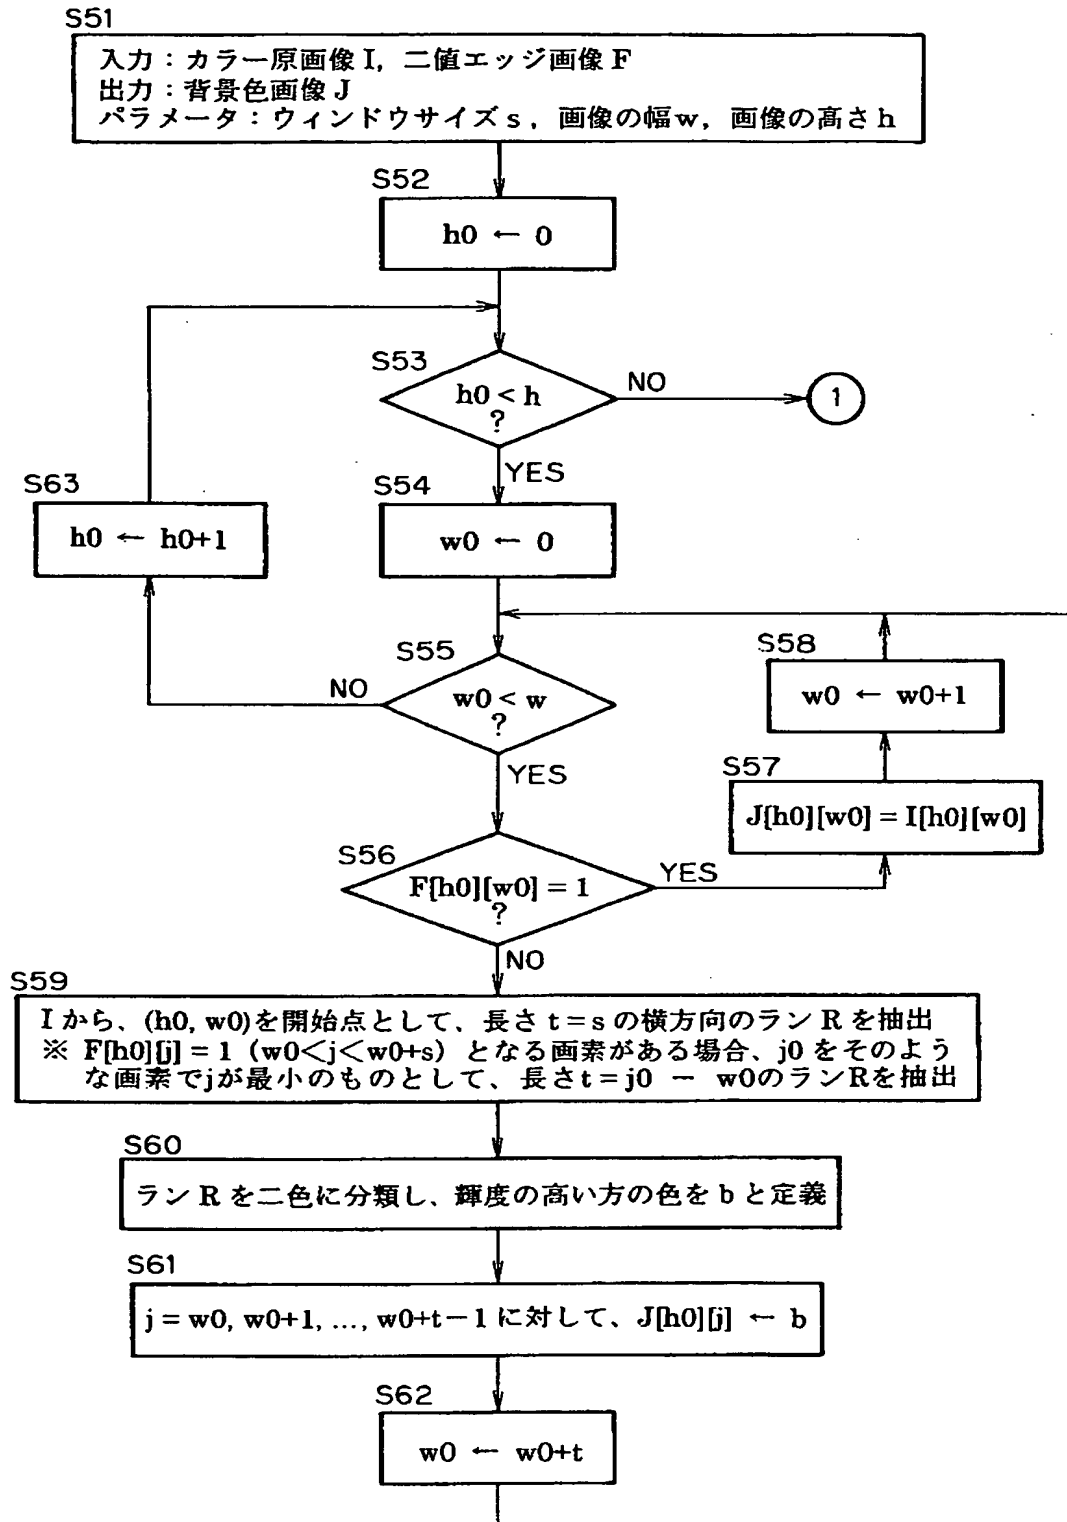 S51
入力：カラー原画像 I, 二値エッジ画像 F
出力：背景色画像 J
パラメータ：ウィンドウサイズ s , 画像の幅 w, 画像の高さ h
S52
h0 ← 0
S53
h0 < h
?
NO
1
YES
S63
h0 ← h0+1
S54
w0 ← 0
S55
NO
w0 < w
?
YES
S58
w0 ← w0+1
S57
J[h0][w0] = I[h0][w0]
S56
F[h0][w0] = 1
?
YES
NO
S59
I から、(h0, w0)を開始点として、長さ t = s の横方向のラン R を抽出
※ F[h0][j] = 1 (w0<j<w0+s) となる画素がある場合、j0 をそのよう
な画素でjが最小のものとして、長さt = j0 － w0のランRを抽出
S60
ラン R を二色に分類し、輝度の高い方の色を b と定義
S61
j = w0, w0+1, ..., w0+t－1 に対して、J[h0][j] ← b
S62
w0 ← w0+t